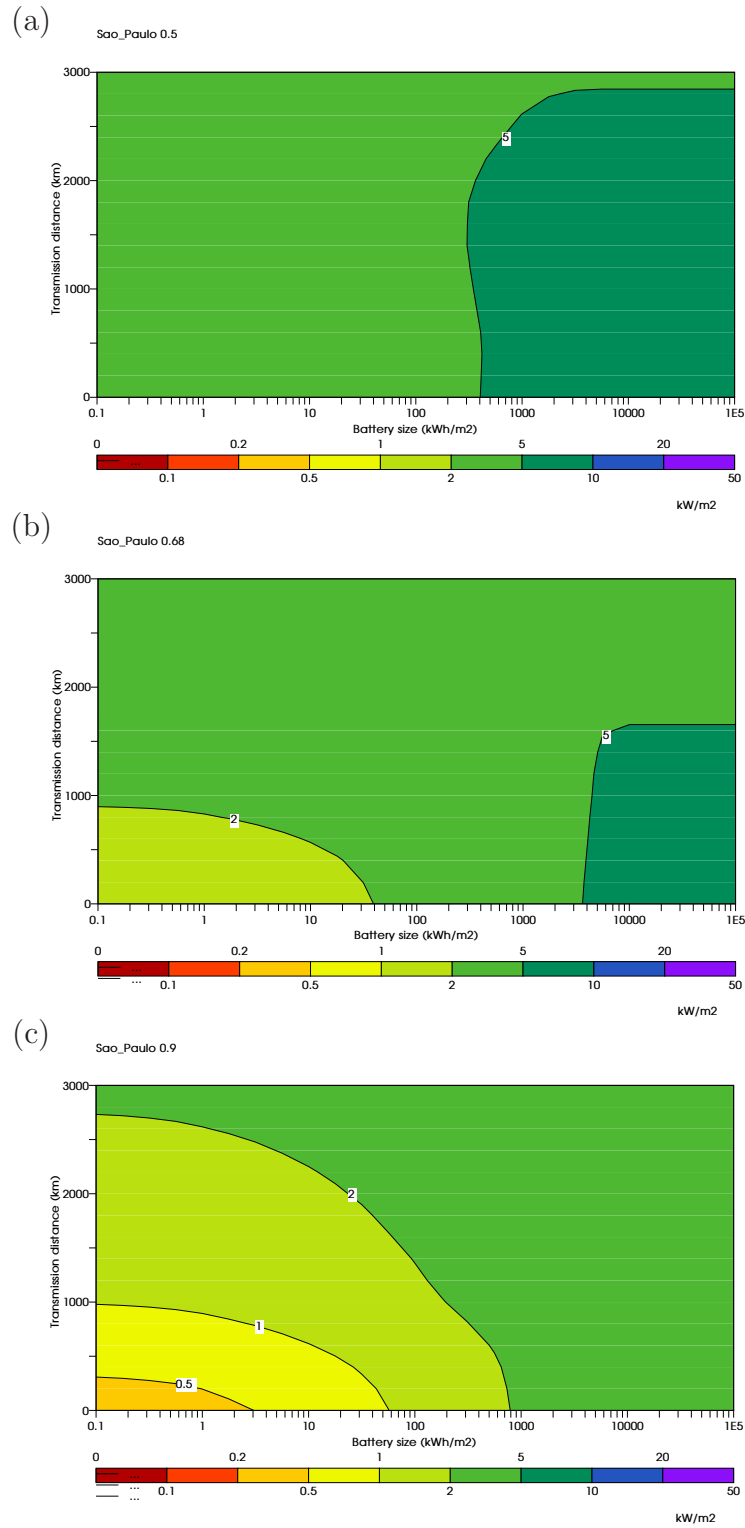 (a)
Sao_Paulo 0.5
3000
5
2000
Transmission distance (km)
1000
0
0.1 1 10 100 1000 10000 1E5
Battery size (kWh/m2)
0 0.2 1 5 20
... 0.1 0.5 2 10 50
kW/m2
(b)
Sao_Paulo 0.68
3000
2000
5
Transmission distance (km)
1000
2
0
0.1 1 10 100 1000 10000 1E5
Battery size (kWh/m2)
0 0.2 1 5 20
...
... 0.1 0.5 2 10 50
kW/m2
(c)
Sao_Paulo 0.9
3000
2000
2
Transmission distance (km)
1000
1
0.5
0
0.1 1 10 100 1000 10000 1E5
Battery size (kWh/m2)
0 0.2 1 5 20
...
... 0.1 0.5 2 10 50
...
kW/m2